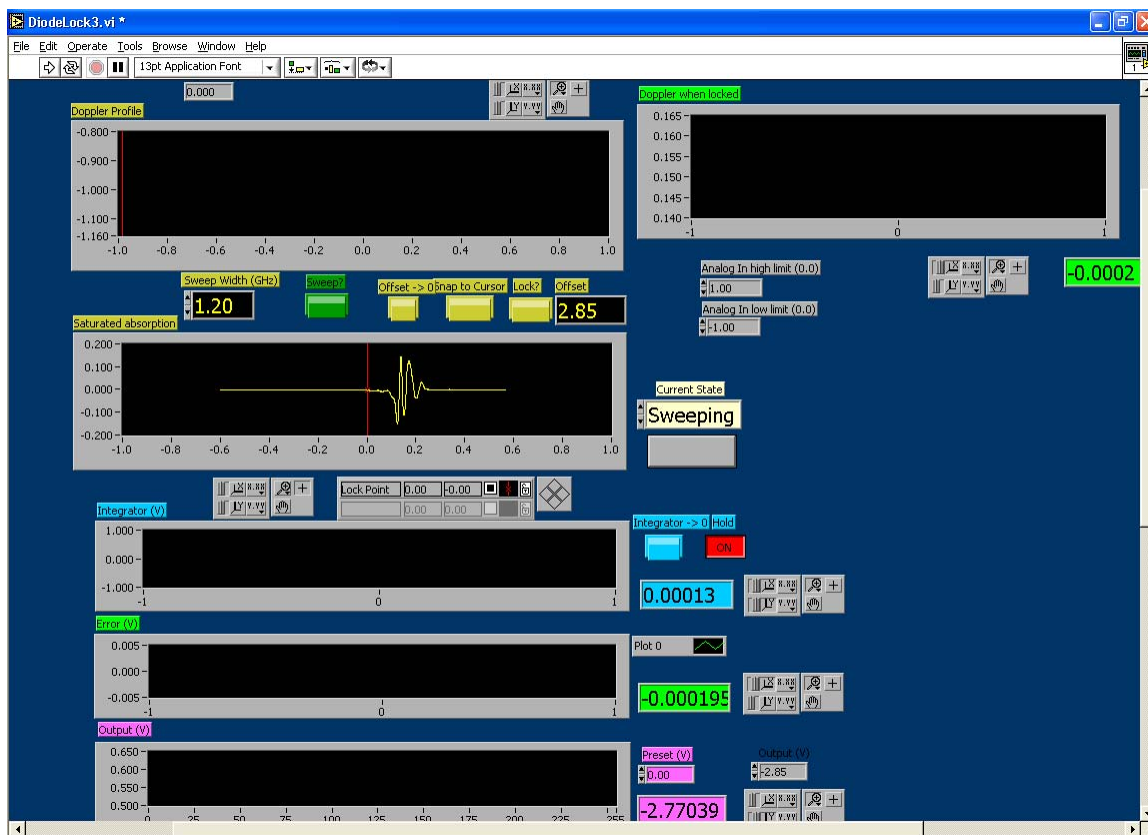 DiodeLock3.vi *
File Edit Operate Tools Browse Window Help
13pt Application Font
1
0.000
Doppler Profile
-0.800
-0.900
-1.000
-1.100
-1.160
-1.0 -0.8 -0.6 -0.4 -0.2 0.0 0.2 0.4 0.6 0.8 1.0
Doppler when locked
0.165
0.160
0.155
0.150
0.145
0.140
-1 0 1
Sweep Width (GHz)
1.20
Sweep?
Offset -> 0
Snap to Cursor
Lock?
Offset
2.85
Analog In high limit (0.0)
1.00
Analog In low limit (0.0)
-1.00
-0.0002
Saturated absorption
0.200
0.100
0.000
-0.100
-0.200
-1.0 -0.8 -0.6 -0.4 -0.2 0.0 0.2 0.4 0.6 0.8 1.0
Current State
Sweeping
Lock Point 0.00 -0.00
0.00 0.00
Integrator (V)
1.000
0.000
-1.000
-1 0 1
Integrator -> 0 Hold
ON
0.00013
Error (V)
0.005
0.000
-0.005
-1 0 1
Plot 0
-0.000195
Output (V)
0.650
0.600
0.550
0.500
0 25 50 75 100 125 150 175 200 225 255
Preset (V)
0.00
Output (V)
-2.85
-2.77039